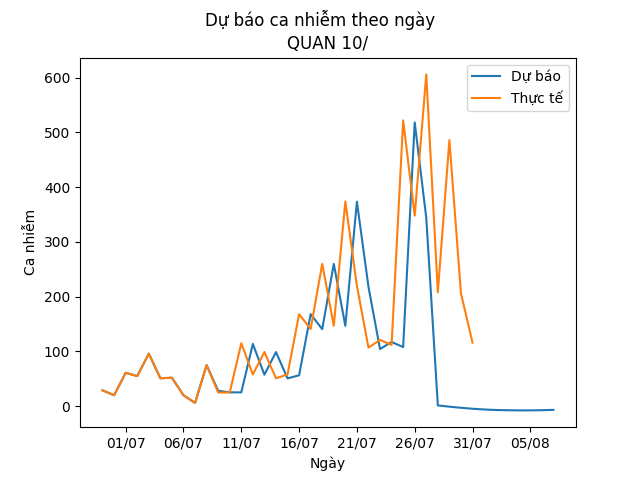 Dự báo ca nhiễm theo ngày
QUAN 10/
Dự báo
Thực tế
Ca nhiễm
600
500
400
300
200
100
0
01/07 06/07 11/07 16/07 21/07 26/07 31/07 05/08
Ngày